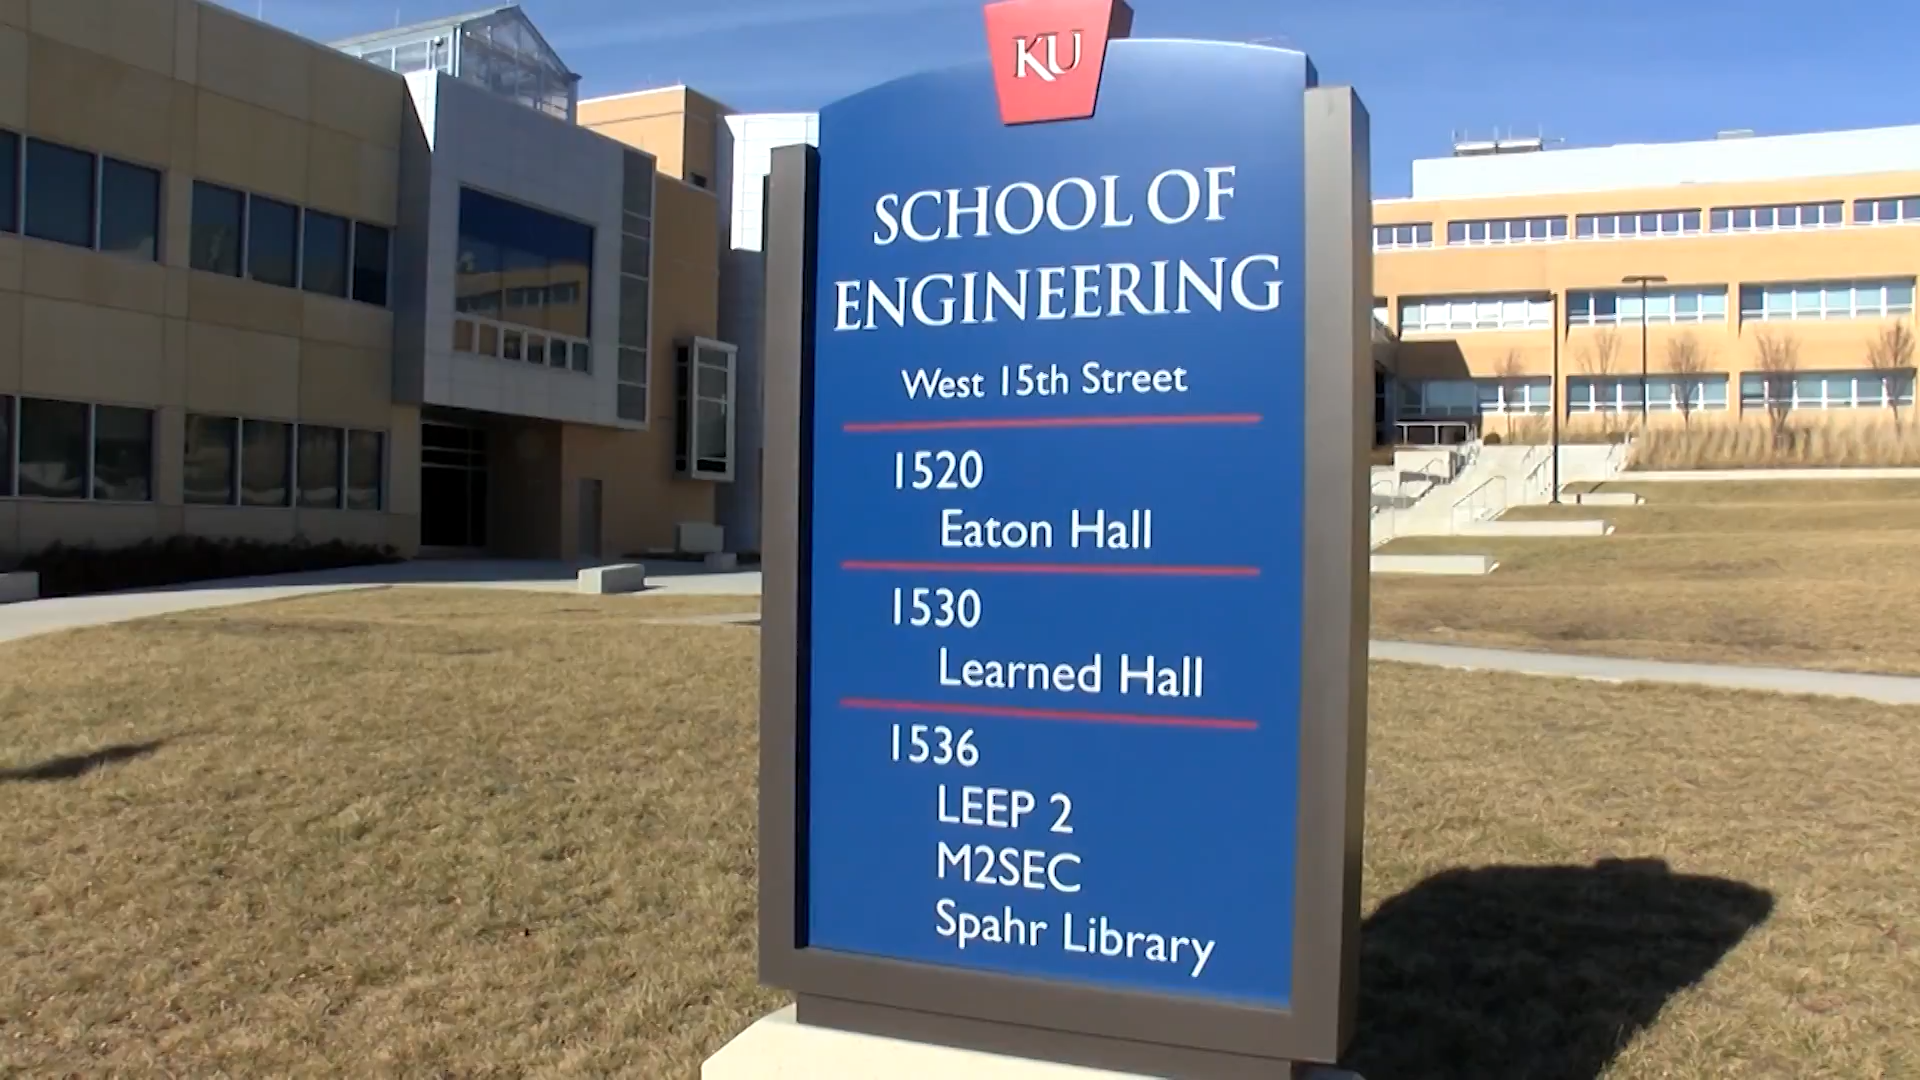 KU
SCHOOL OF
ENGINEERING
West 15th Street
1520
Eaton Hall
1530
Learned Hall
1536
LEEP 2
M2SEC
Spahr Library